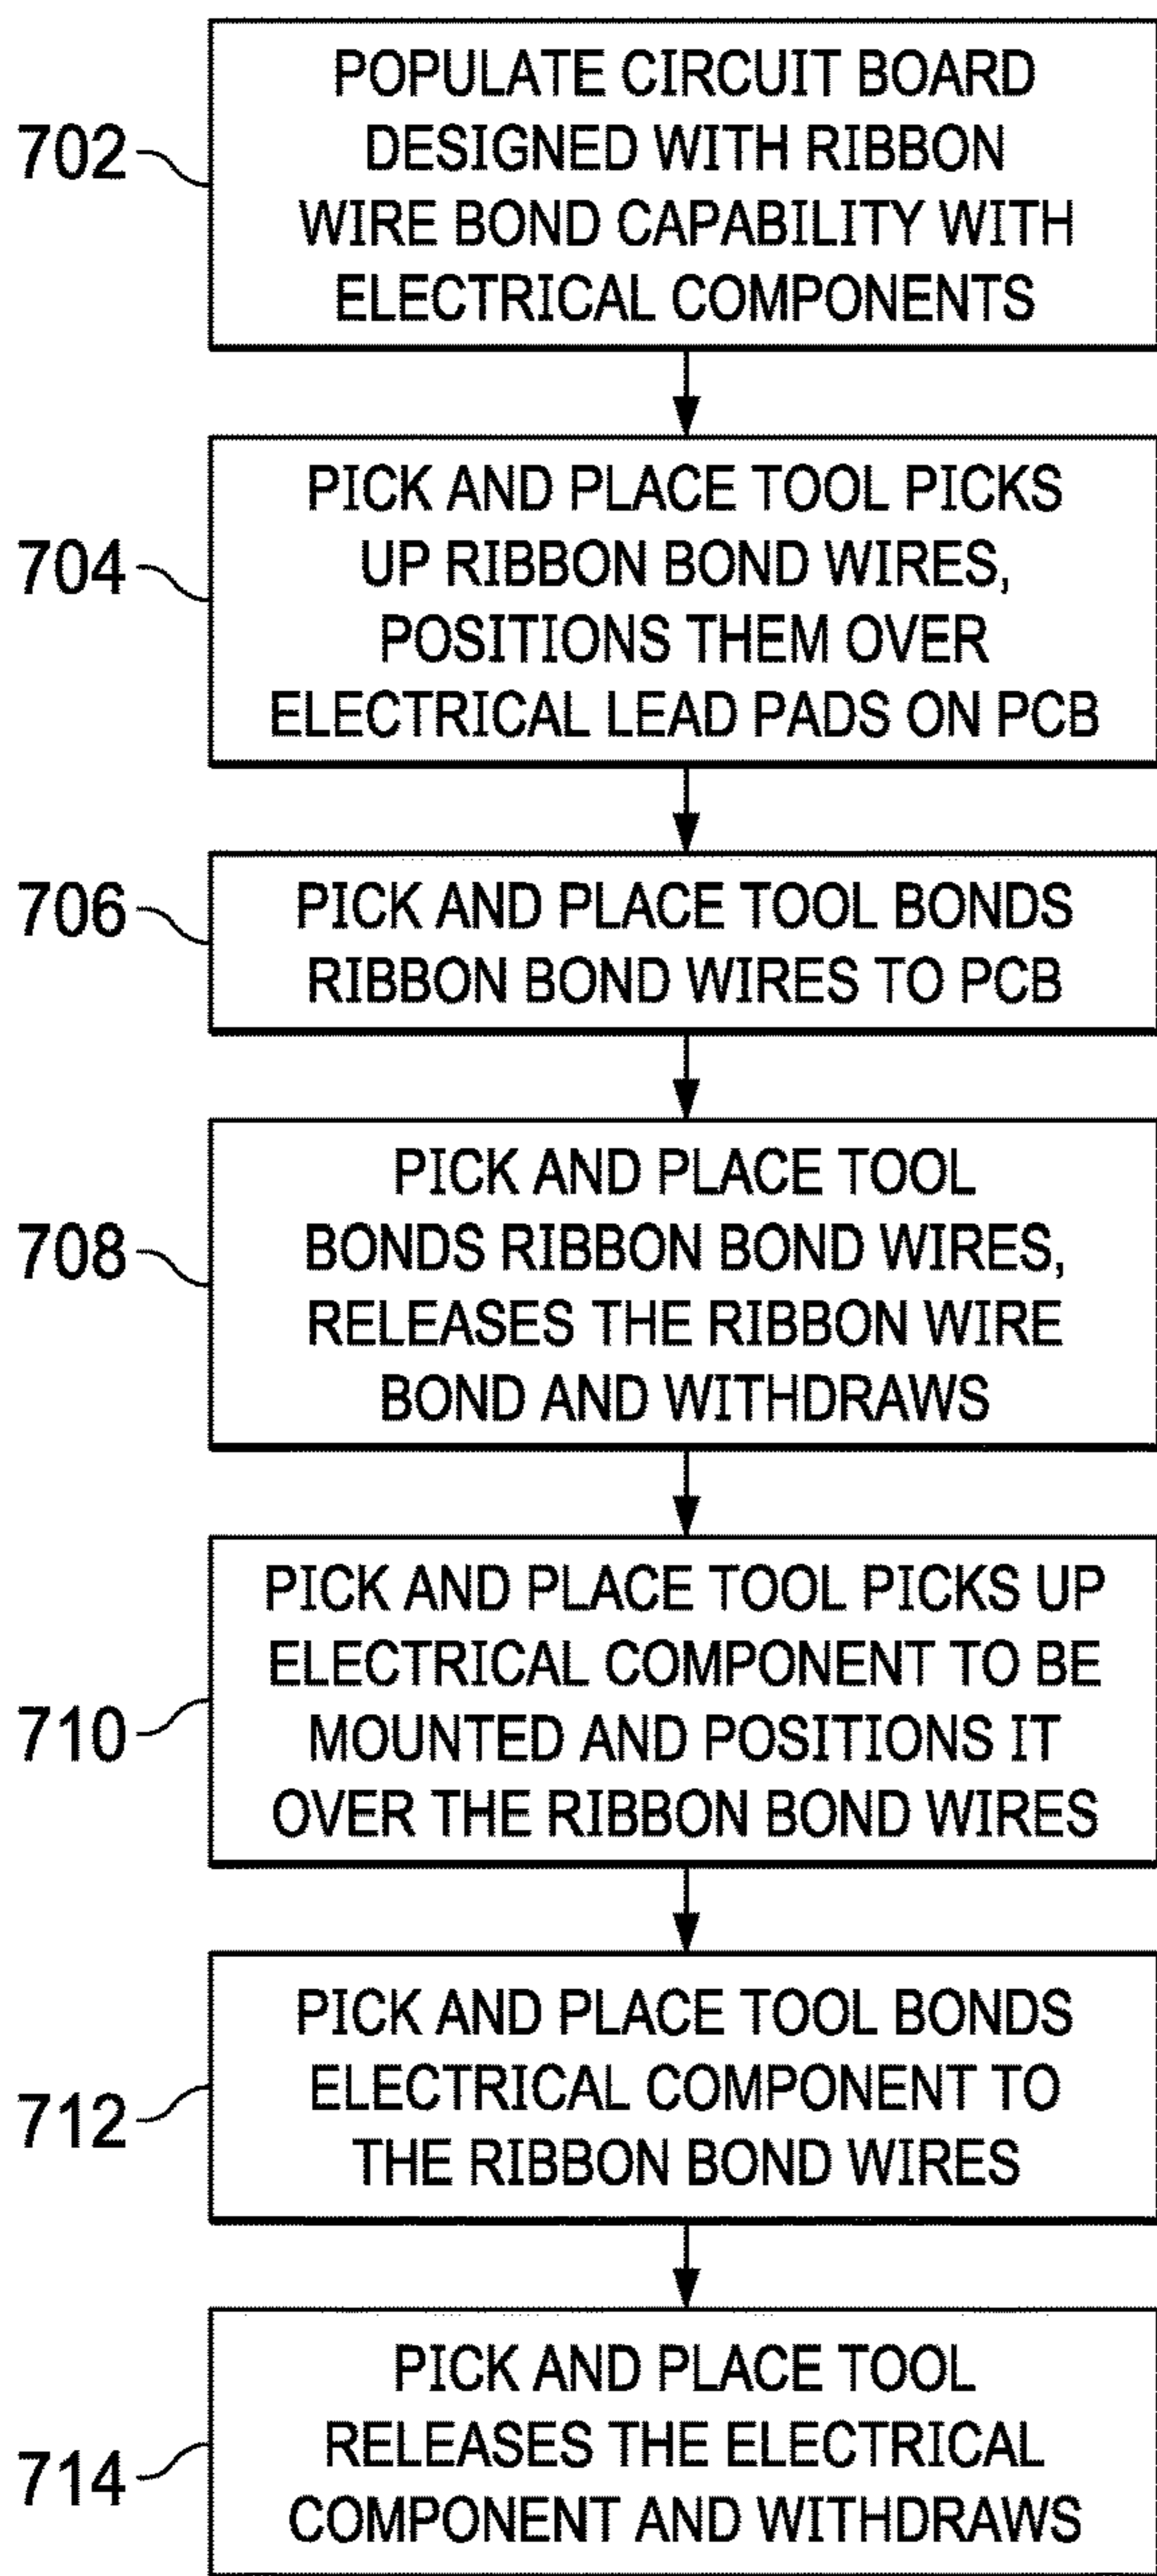 702
POPULATE CIRCUIT BOARD
DESIGNED WITH RIBBON
WIRE BOND CAPABILITY WITH
ELECTRICAL COMPONENTS
704
PICK AND PLACE TOOL PICKS
UP RIBBON BOND WIRES,
POSITIONS THEM OVER
ELECTRICAL LEAD PADS ON PCB
706
PICK AND PLACE TOOL BONDS
RIBBON BOND WIRES TO PCB
708
PICK AND PLACE TOOL
BONDS RIBBON BOND WIRES,
RELEASES THE RIBBON WIRE
BOND AND WITHDRAWS
710
PICK AND PLACE TOOL PICKS UP
ELECTRICAL COMPONENT TO BE
MOUNTED AND POSITIONS IT
OVER THE RIBBON BOND WIRES
712
PICK AND PLACE TOOL BONDS
ELECTRICAL COMPONENT TO
THE RIBBON BOND WIRES
714
PICK AND PLACE TOOL
RELEASES THE ELECTRICAL
COMPONENT AND WITHDRAWS